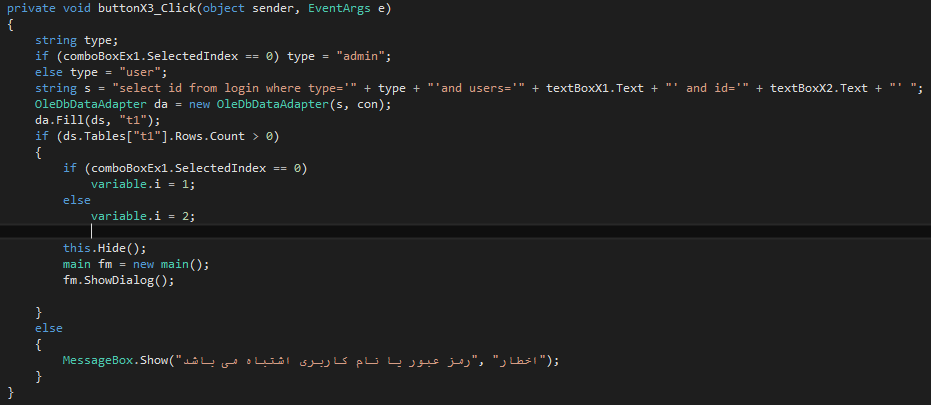 private void buttonX3_Click(object sender, EventArgs e)
{
string type;
if (comboBoxEx1.SelectedIndex == 0) type = "admin";
else type = "user";
string s = "select id from login where type='" + type + "'and users='" + textBoxX1.Text + "' and id='" + textBoxX2.Text + "' ";
OleDbDataAdapter da = new OleDbDataAdapter(s, con);
da.Fill(ds, "t1");
if (ds.Tables["t1"].Rows.Count > 0)
{
if (comboBoxEx1.SelectedIndex == 0)
variable.i = 1;
else
variable.i = 2;
this.Hide();
main fm = new main();
fm.ShowDialog();
}
else
{
MessageBox.Show("رمز عبور یا نام کاربری اشتباه می باشد", "اخطار");
}
}